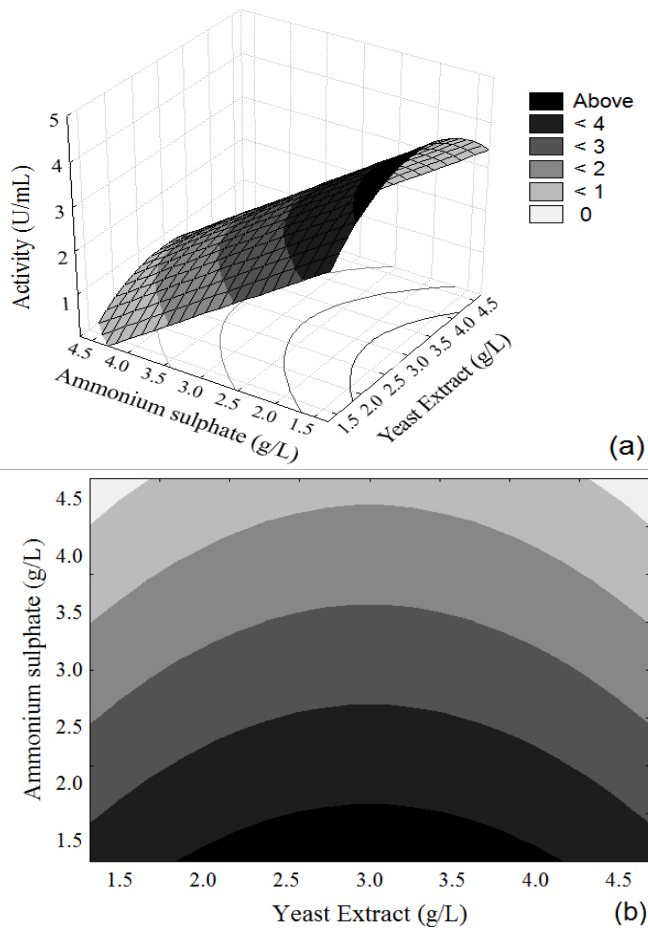 5
4
3
2
1
Activity (U/mL)
4.5 4.0 3.5 3.0 2.5 2.0 1.5
Ammonium sulphate (g/L)
1.5 2.0 2.5 3.0 3.5 4.0 4.5
Yeast Extract (g/L)
Above
< 4
< 3
< 2
< 1
0
(a)
4.5
4.0
3.5
3.0
2.5
2.0
1.5
Ammonium sulphate (g/L)
1.5 2.0 2.5 3.0 3.5 4.0 4.5
Yeast Extract (g/L)
(b)